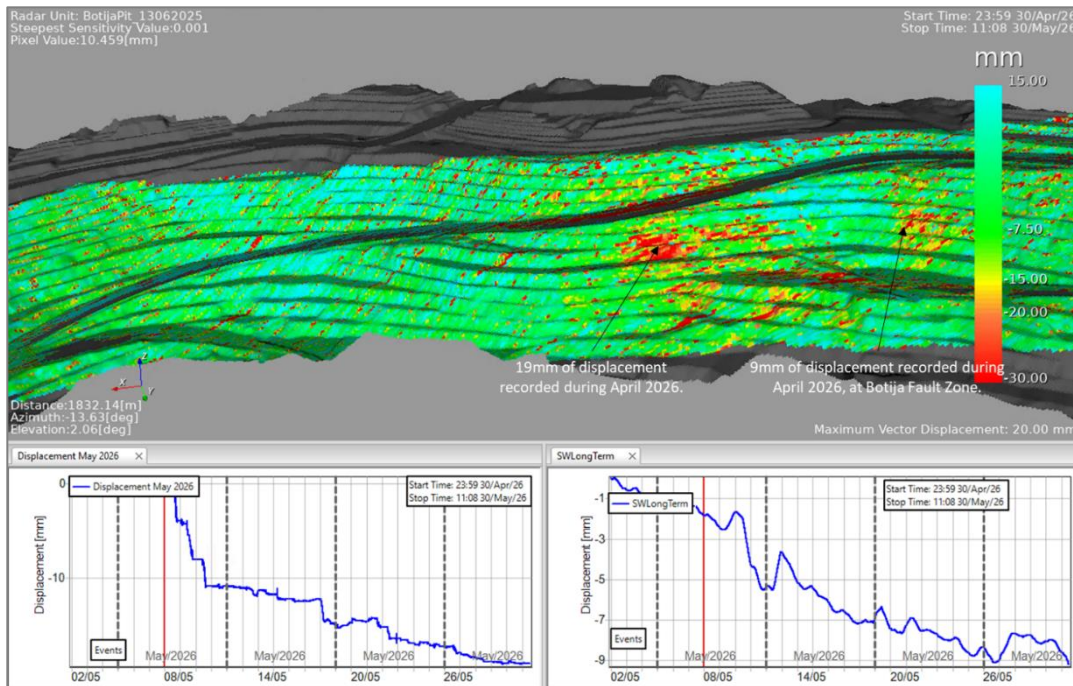 Radar Unit: BotijaPit_13062025
Steepest Sensitivity Value:0.001
Pixel Value:10.459[mm]
Start Time: 23:59 30/Apr/26
Stop Time: 11:08 30/May/26
mm
15.00
-7.50
-15.00
-20.00
-30.00
19mm of displacement
recorded during April 2026.
9mm of displacement recorded during
April 2026, at Botija Fault Zone.
Z
X
Y
Distance:1832.14[m]
Azimuth:-13.63[deg]
Elevation:2.06[deg]
Maximum Vector Displacement: 20.00 mm
Displacement May 2026
Displacement May 2026
Start Time: 23:59 30/Apr/26
Stop Time: 11:08 30/May/26
Displacement [mm]
0
-10
Events
May/2026
May/2026
May/2026
May/2026
02/05
08/05
14/05
20/05
26/05
SWLongTerm
SWLongTerm
Start Time: 23:59 30/Apr/26
Stop Time: 11:08 30/May/26
Displacement [mm]
-1
-3
-5
-7
-9
Events
May/2026
May/2026
May/2026
May/2026
02/05
08/05
14/05
20/05
26/05